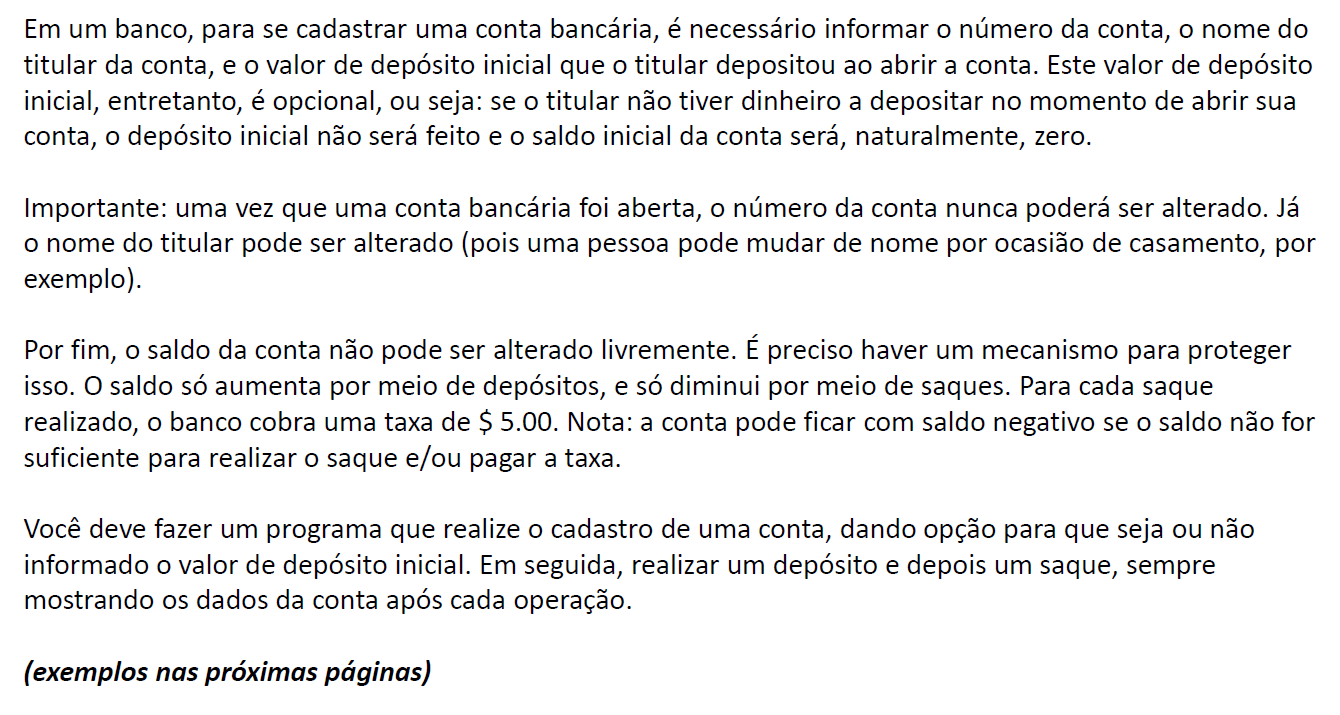 Em um banco, para se cadastrar uma conta bancária, é necessário informar o número da conta, o nome do
titular da conta, e o valor de depósito inicial que o titular depositou ao abrir a conta. Este valor de depósito
inicial, entretanto, é opcional, ou seja: se o titular não tiver dinheiro a depositar no momento de abrir sua
conta, o depósito inicial não será feito e o saldo inicial da conta será, naturalmente, zero.
Importante: uma vez que uma conta bancária foi aberta, o número da conta nunca poderá ser alterado. Já
o nome do titular pode ser alterado (pois uma pessoa pode mudar de nome por ocasião de casamento, por
exemplo).
Por fim, o saldo da conta não pode ser alterado livremente. É preciso haver um mecanismo para proteger
isso. O saldo só aumenta por meio de depósitos, e só diminui por meio de saques. Para cada saque
realizado, o banco cobra uma taxa de $ 5.00. Nota: a conta pode ficar com saldo negativo se o saldo não for
suficiente para realizar o saque e/ou pagar a taxa.
Você deve fazer um programa que realize o cadastro de uma conta, dando opção para que seja ou não
informado o valor de depósito inicial. Em seguida, realizar um depósito e depois um saque, sempre
mostrando os dados da conta após cada operação.
(exemplos nas próximas páginas)